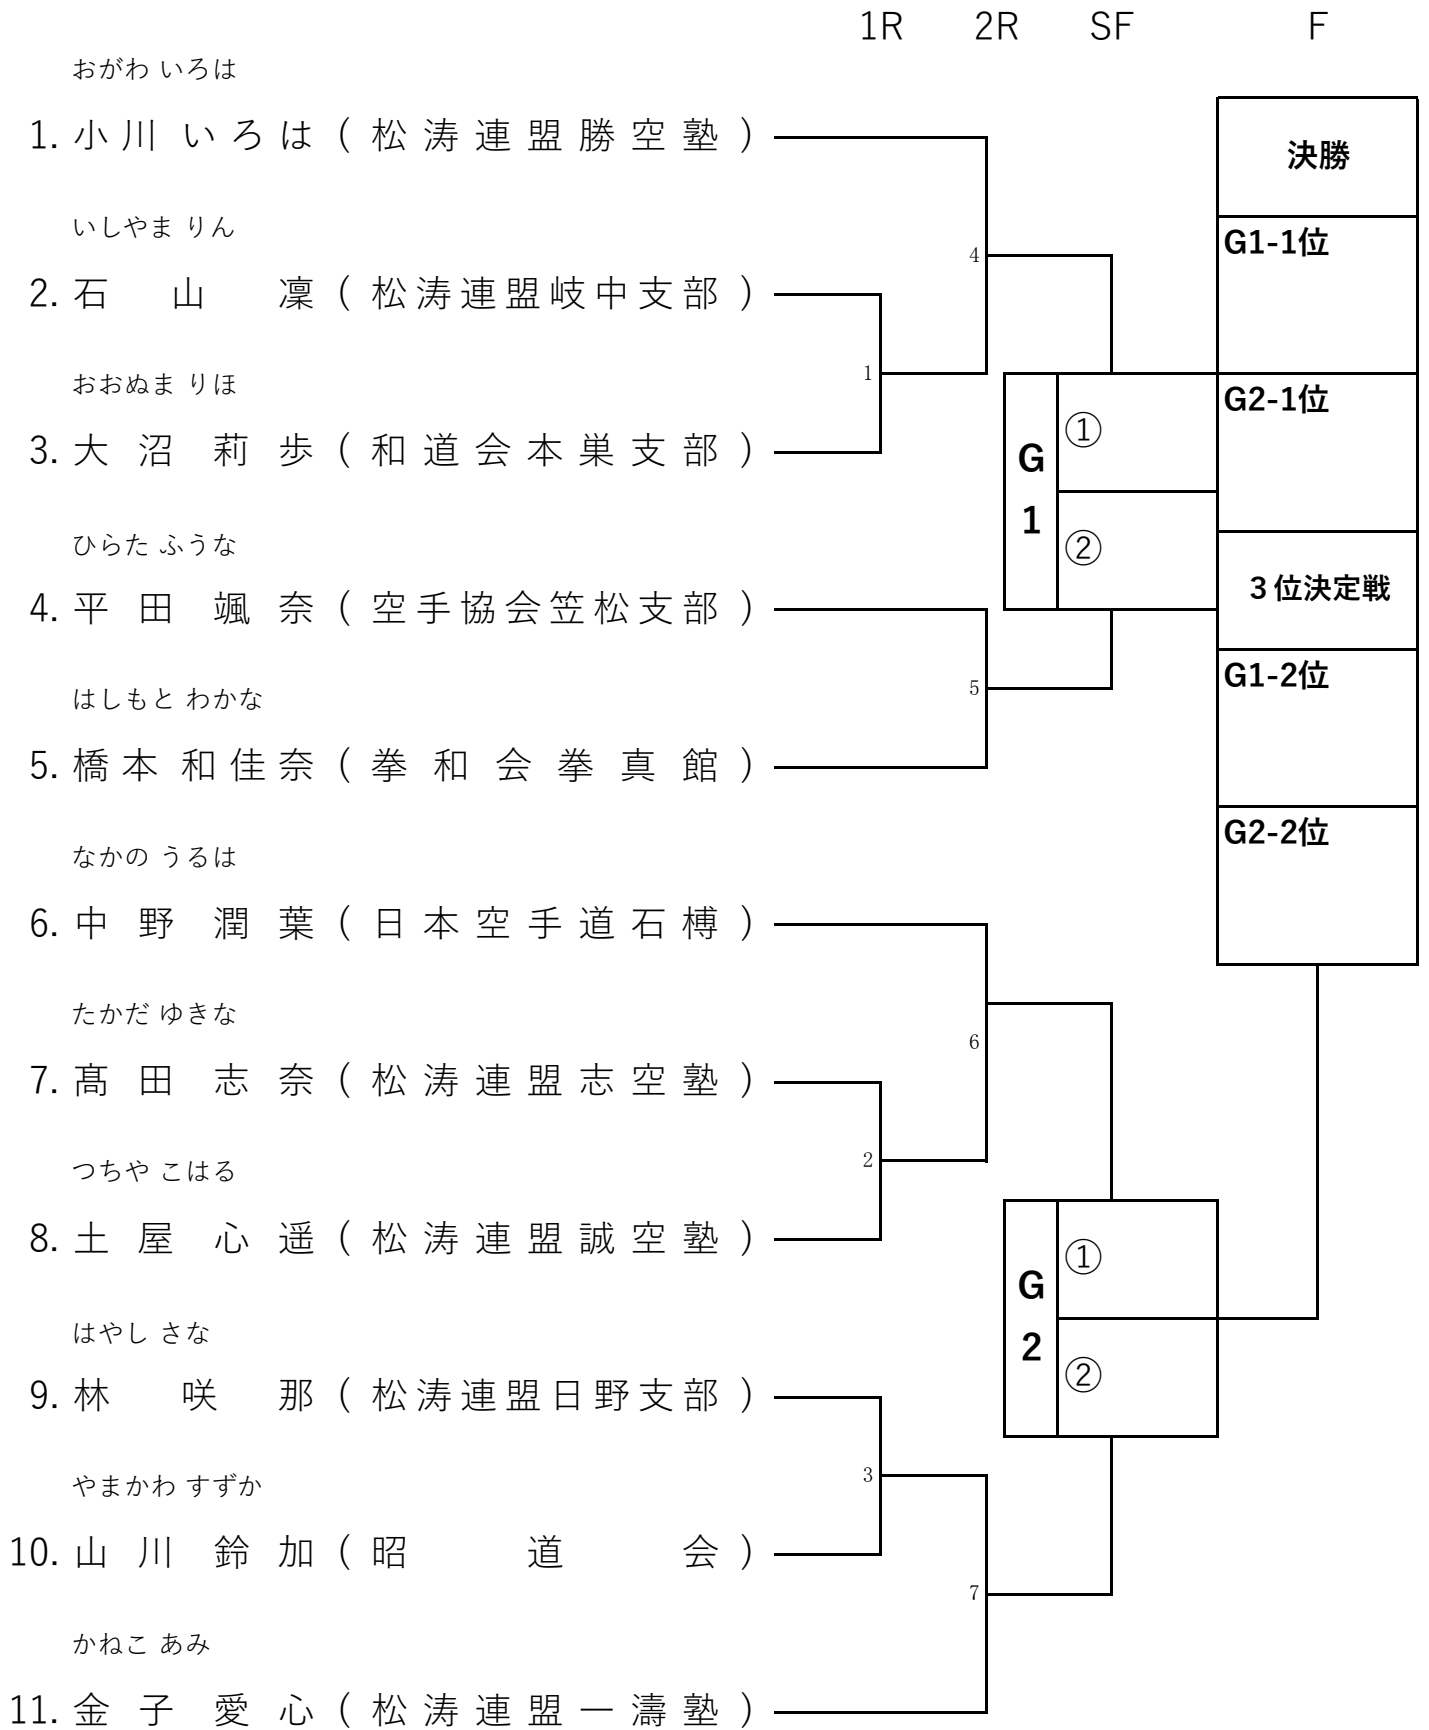 1R 2R SF F
おがわ いろは
1. 小川 いろは ( 松涛連盟勝空塾 )
決勝
いしやま りん
G1-1位
4
2. 石山 凜 ( 松涛連盟岐中支部 )
おおぬま りほ
1
G2-1位
①
3. 大沼 莉歩 ( 和道会本巣支部 )
G1
ひらた ふうな
②
4. 平田 颯奈 ( 空手協会笠松支部 )
３位決定戦
はしもと わかな
5
G1-2位
5. 橋本 和佳奈 ( 拳和会拳真館 )
なかの うるは
G2-2位
6. 中野 潤葉 ( 日本空手道石榑 )
たかだ ゆきな
6
7. 髙田 志奈 ( 松涛連盟志空塾 )
つちや こはる
2
8. 土屋 心遥 ( 松涛連盟誠空塾 )
①
G2
はやし さな
②
9. 林 咲那 ( 松涛連盟日野支部 )
やまかわ すずか
3
10. 山川 鈴加 ( 昭道会 )
7
かねこ あみ
11. 金子 愛心 ( 松涛連盟一濤塾 )